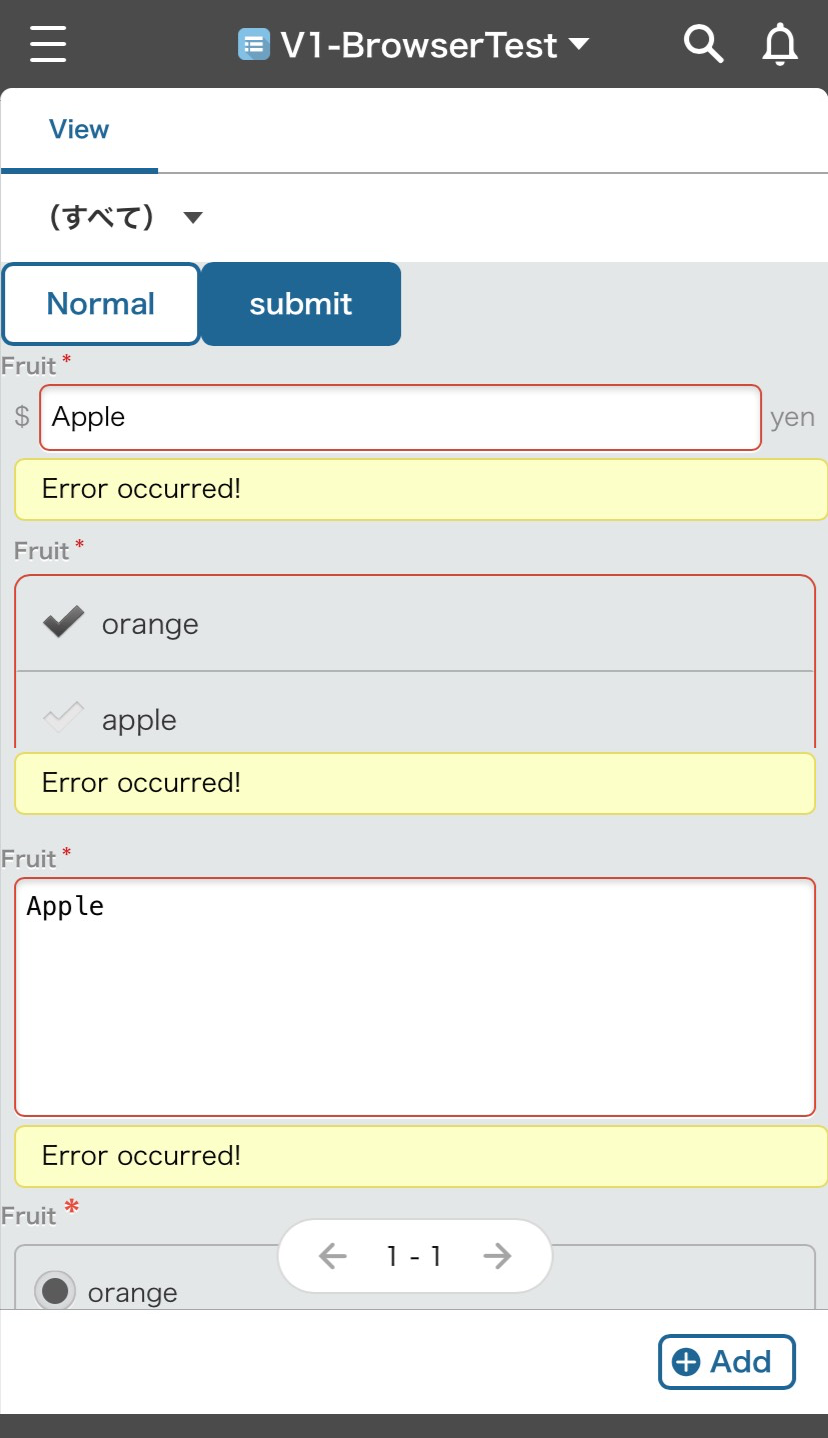 V1-BrowserTest
View
(すべて)
Normal submit
Fruit *
$ Apple yen
Error occurred!
Fruit *
orange
apple
Error occurred!
Fruit *
Apple
Error occurred!
Fruit *
1 - 1
orange
Add